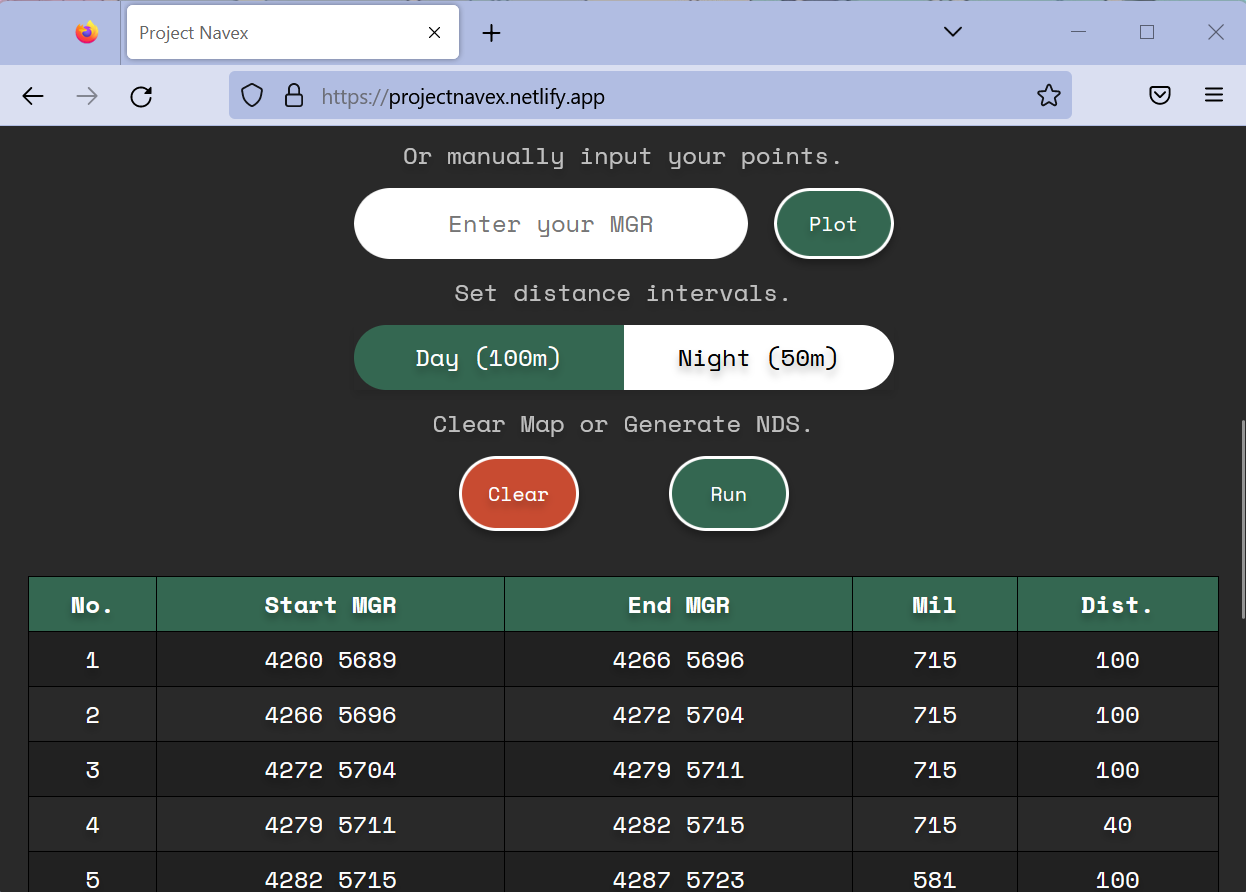 Project Navex
https://projectnavex.netlify.app
Or manually input your points.
Enter your MGR Plot
Set distance intervals.
Day (100m) Night (50m)
Clear Map or Generate NDS.
Clear Run
No. Start MGR End MGR Mil Dist.
1 4260 5689 4266 5696 715 100
2 4266 5696 4272 5704 715 100
3 4272 5704 4279 5711 715 100
4 4279 5711 4282 5715 715 40
5 4282 5715 4287 5723 581 100